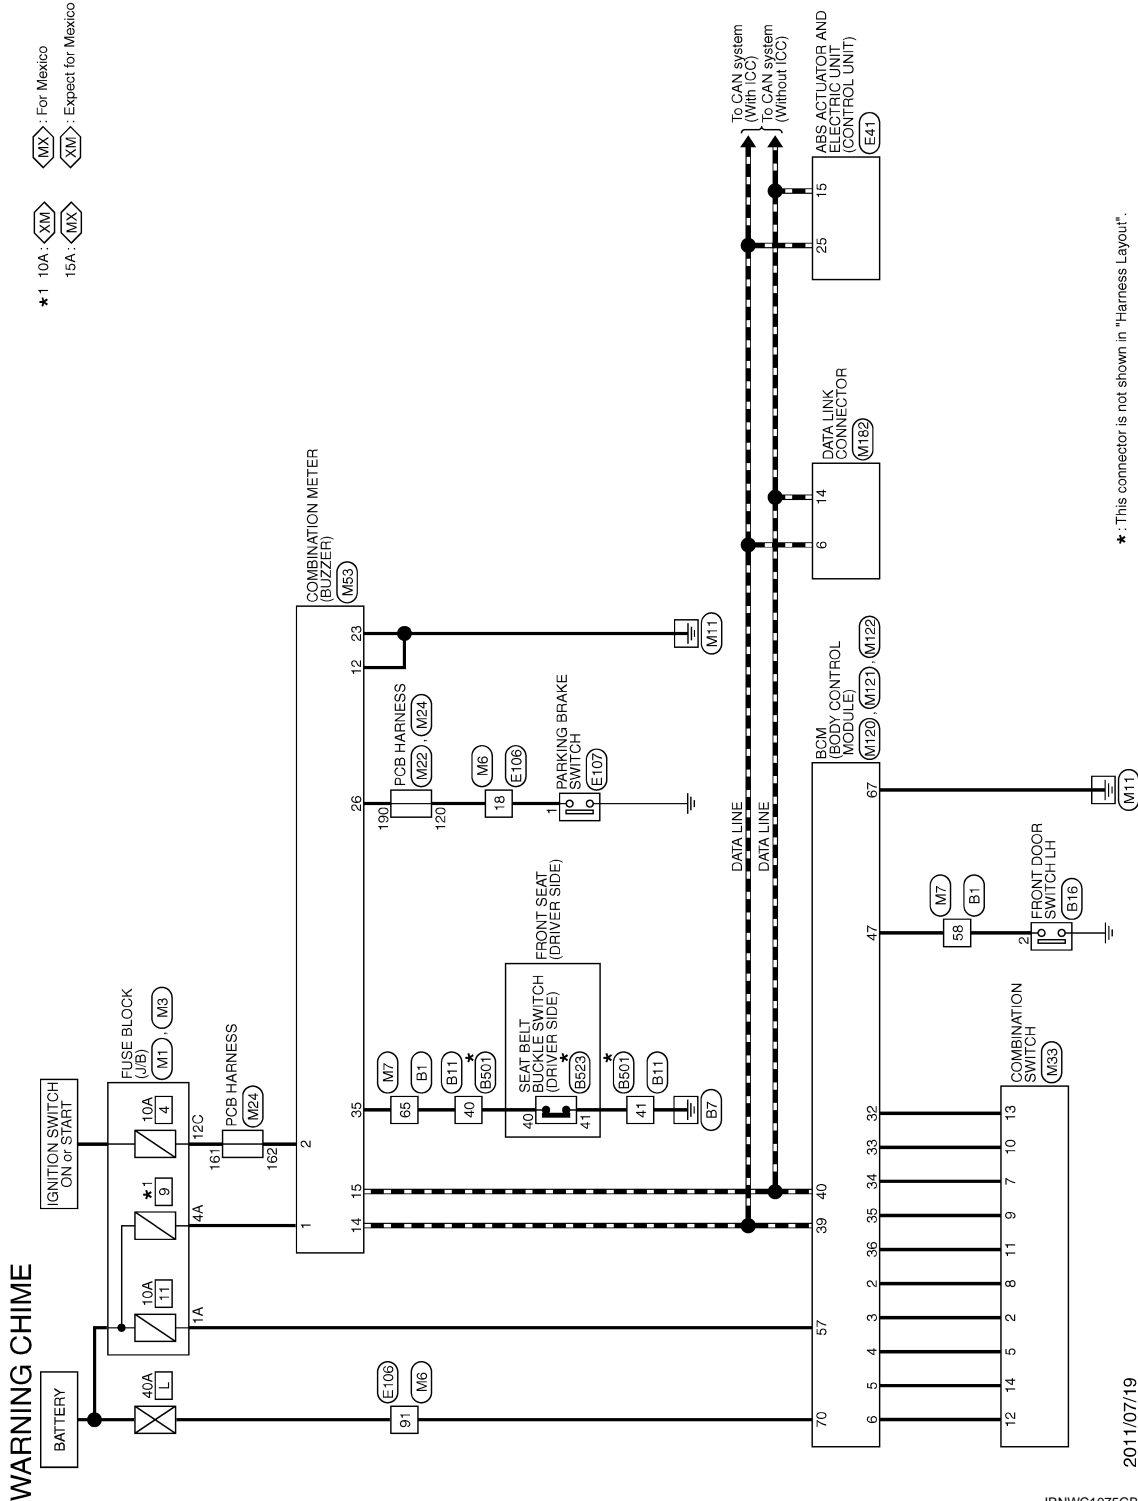 WARNING CHIME
BATTERY
IGNITION SWITCH
ON or START
40A
L
10A
11
*1
9
10A
4
FUSE BLOCK
(J/B)
M1 , M3
1A
4A
12C
161
PCB HARNESS
M24
162
1
2
COMBINATION METER
(BUZZER)
M53
14
15
35
26
12
23
E106
M6
91
M7
B1
65
B11
*
B501
40
40
SEAT BELT
BUCKLE SWITCH
(DRIVER SIDE)
*
B523
FRONT SEAT
(DRIVER SIDE)
41
*
B501
B11
41
B7
190
PCB HARNESS
M22 , M24
120
M6
E106
18
1
PARKING BRAKE
SWITCH
E107
M11
DATA LINE
DATA LINE
To CAN system
(With ICC)
To CAN system
(Without ICC)
70
57
39
40
BCM
(BODY CONTROL
MODULE)
M120 , M121 , M122
6
5
4
3
2
36
35
34
33
32
47
67
12
14
5
2
8
11
9
7
10
13
COMBINATION
SWITCH
M33
M7
B1
58
2
FRONT DOOR
SWITCH LH
B16
M11
6
14
DATA LINK
CONNECTOR
M182
25
15
ABS ACTUATOR AND
ELECTRIC UNIT
(CONTROL UNIT)
E41
*1 10A : XM
15A : MX
MX : For Mexico
XM : Expect for Mexico
* : This connector is not shown in "Harness Layout".
2011/07/19